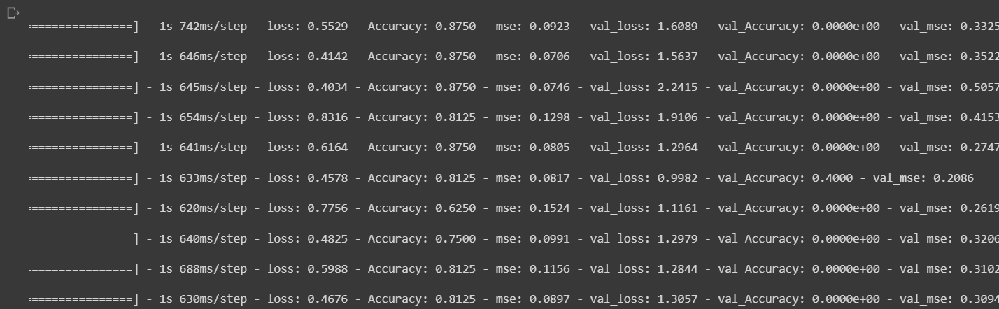 ===============] - 1s 742ms/step - loss: 0.5529 - Accuracy: 0.8750 - mse: 0.0923 - val_loss: 1.6089 - val_Accuracy: 0.0000e+00 - val_mse: 0.3325
===============] - 1s 646ms/step - loss: 0.4142 - Accuracy: 0.8750 - mse: 0.0706 - val_loss: 1.5637 - val_Accuracy: 0.0000e+00 - val_mse: 0.3522
===============] - 1s 645ms/step - loss: 0.4034 - Accuracy: 0.8750 - mse: 0.0746 - val_loss: 2.2415 - val_Accuracy: 0.0000e+00 - val_mse: 0.5057
===============] - 1s 654ms/step - loss: 0.8316 - Accuracy: 0.8125 - mse: 0.1298 - val_loss: 1.9106 - val_Accuracy: 0.0000e+00 - val_mse: 0.4153
===============] - 1s 641ms/step - loss: 0.6164 - Accuracy: 0.8750 - mse: 0.0805 - val_loss: 1.2964 - val_Accuracy: 0.0000e+00 - val_mse: 0.2747
===============] - 1s 633ms/step - loss: 0.4578 - Accuracy: 0.8125 - mse: 0.0817 - val_loss: 0.9982 - val_Accuracy: 0.4000 - val_mse: 0.2086
===============] - 1s 620ms/step - loss: 0.7756 - Accuracy: 0.6250 - mse: 0.1524 - val_loss: 1.1161 - val_Accuracy: 0.0000e+00 - val_mse: 0.2619
===============] - 1s 640ms/step - loss: 0.4825 - Accuracy: 0.7500 - mse: 0.0991 - val_loss: 1.2979 - val_Accuracy: 0.0000e+00 - val_mse: 0.3206
===============] - 1s 688ms/step - loss: 0.5988 - Accuracy: 0.8125 - mse: 0.1156 - val_loss: 1.2844 - val_Accuracy: 0.0000e+00 - val_mse: 0.3102
===============] - 1s 630ms/step - loss: 0.4676 - Accuracy: 0.8125 - mse: 0.0897 - val_loss: 1.3057 - val_Accuracy: 0.0000e+00 - val_mse: 0.3094